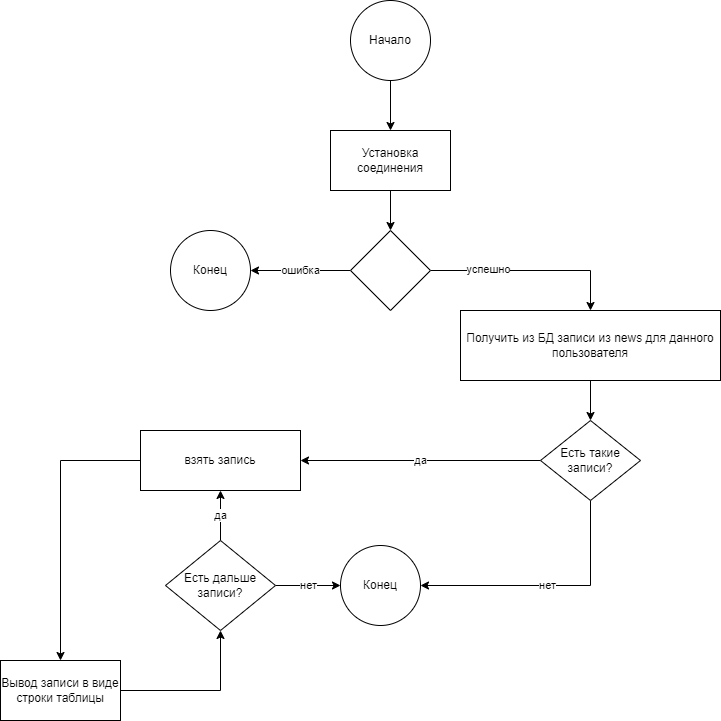 Начало
Установка
соединения
Конец
ошибка
успешно
Получить из БД записи из news для данного
пользователя
взять запись
да
Есть такие
записи?
да
Есть дальше
записи?
нет
Конец
нет
Вывод записи в виде
строки таблицы